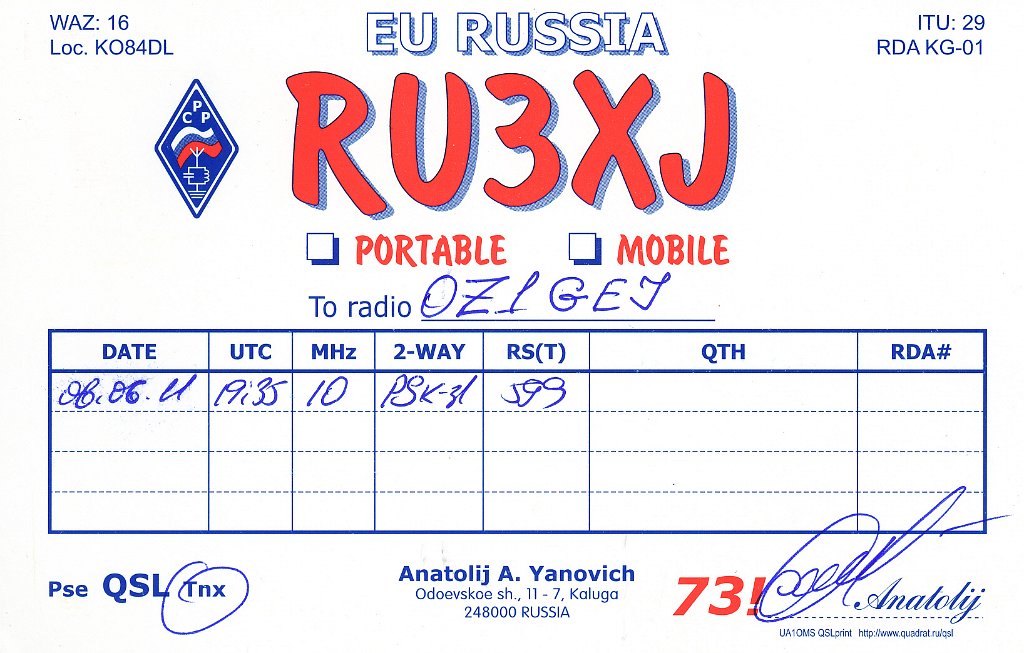 WAZ: 16
Loc. KO84DL
EU RUSSIA
ITU: 29
RDA KG-01
С Р Р
RU3XJ
PORTABLE MOBILE
To radio OZ1GEJ
DATE UTC MHz 2-WAY RS(T) QTH RDA#
06.06.11 19:35 10 PSK-31 599
Pse QSL Tnx
Anatolij A. Yanovich
Odoevskoe sh., 11 - 7, Kaluga
248000 RUSSIA
73! Anatolij
UA1OMS QSLprint http://www.quadrat.ru/qsl